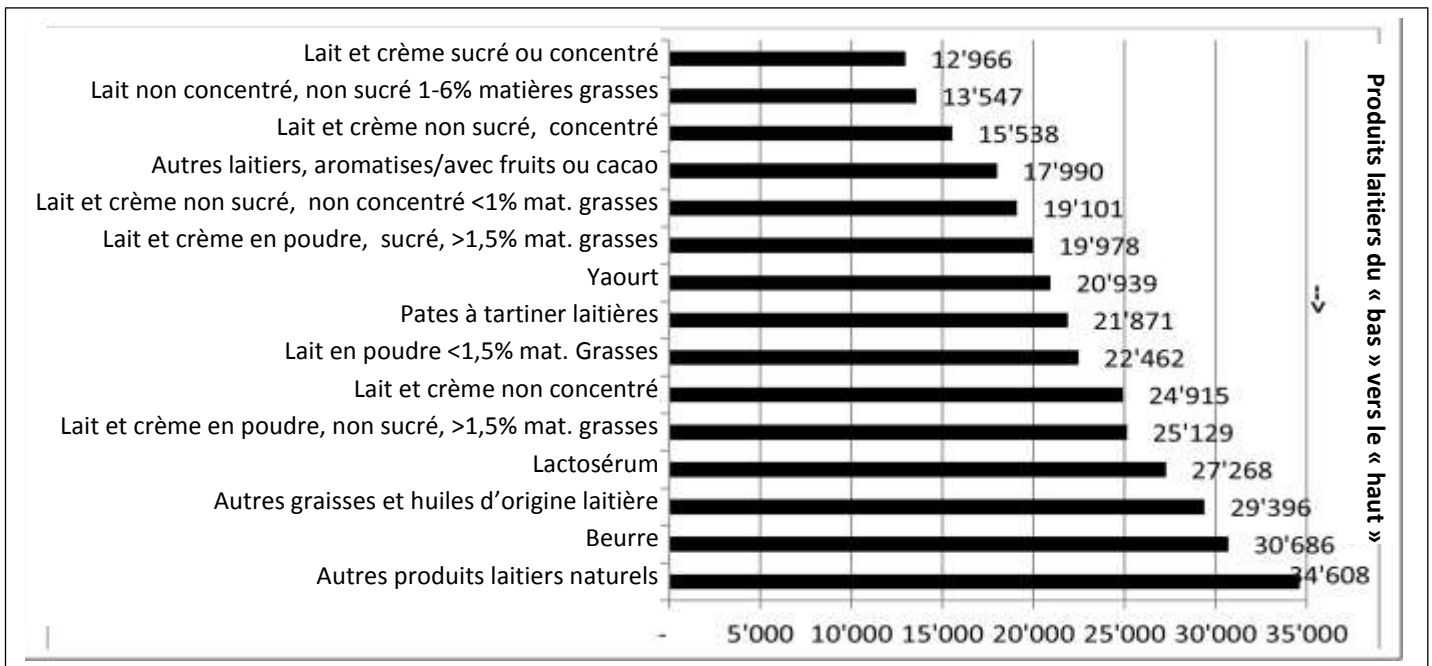 Lait et crème sucré ou concentré 12'966
Lait non concentré, non sucré 1-6% matières grasses 13'547
Lait et crème non sucré, concentré 15'538
Autres laitiers, aromatises/avec fruits ou cacao 17'990
Lait et crème non sucré, non concentré <1% mat. grasses 19'101
Lait et crème en poudre, sucré, >1,5% mat. grasses 19'978
Yaourt 20'939
Pates à tartiner laitières 21'871
Lait en poudre <1,5% mat. Grasses 22'462
Lait et crème non concentré 24'915
Lait et crème en poudre, non sucré, >1,5% mat. grasses 25'129
Lactosérum 27'268
Autres graisses et huiles d’origine laitière 29'396
Beurre 30'686
Autres produits laitiers naturels 34'608
- 5'000 10'000 15'000 20'000 25'000 30'000 35'000
Produits laitiers du « bas » vers le « haut »